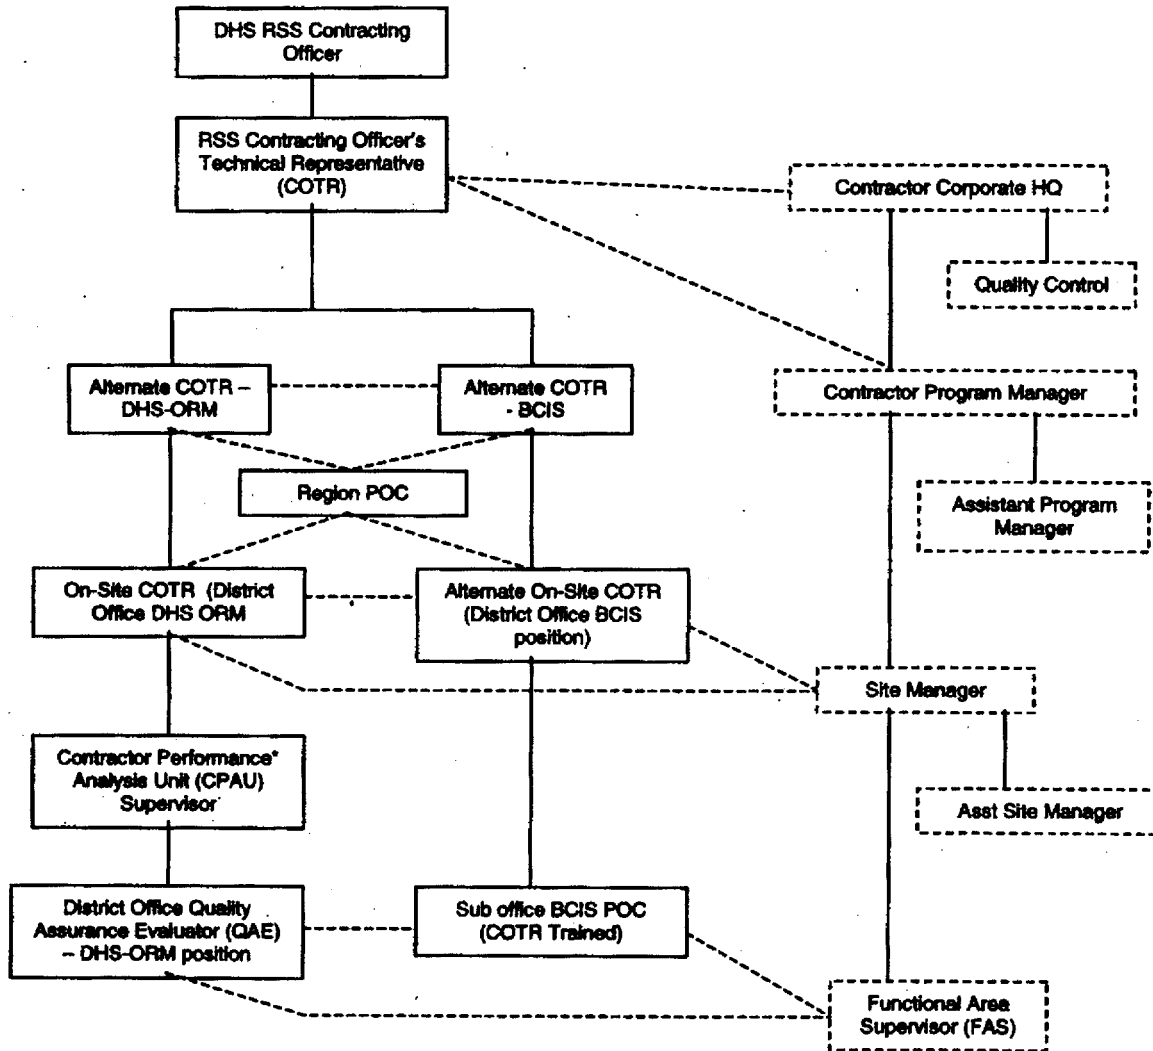 DHS RSS Contracting
Officer
RSS Contracting Officer's
Technical Representative
(COTR)
Contractor Corporate HQ
Quality Control
Alternate COTR –
DHS-ORM
Alternate COTR
- BCIS
Contractor Program Manager
Region POC
Assistant Program
Manager
On-Site COTR (District
Office DHS ORM
Alternate On-Site COTR
(District Office BCIS
position)
Site Manager
Contractor Performance*
Analysis Unit (CPAU)
Supervisor
Asst Site Manager
District Office Quality
Assurance Evaluator (QAE)
– DHS-ORM position
Sub office BCIS POC
(COTR Trained)
Functional Area
Supervisor (FAS)